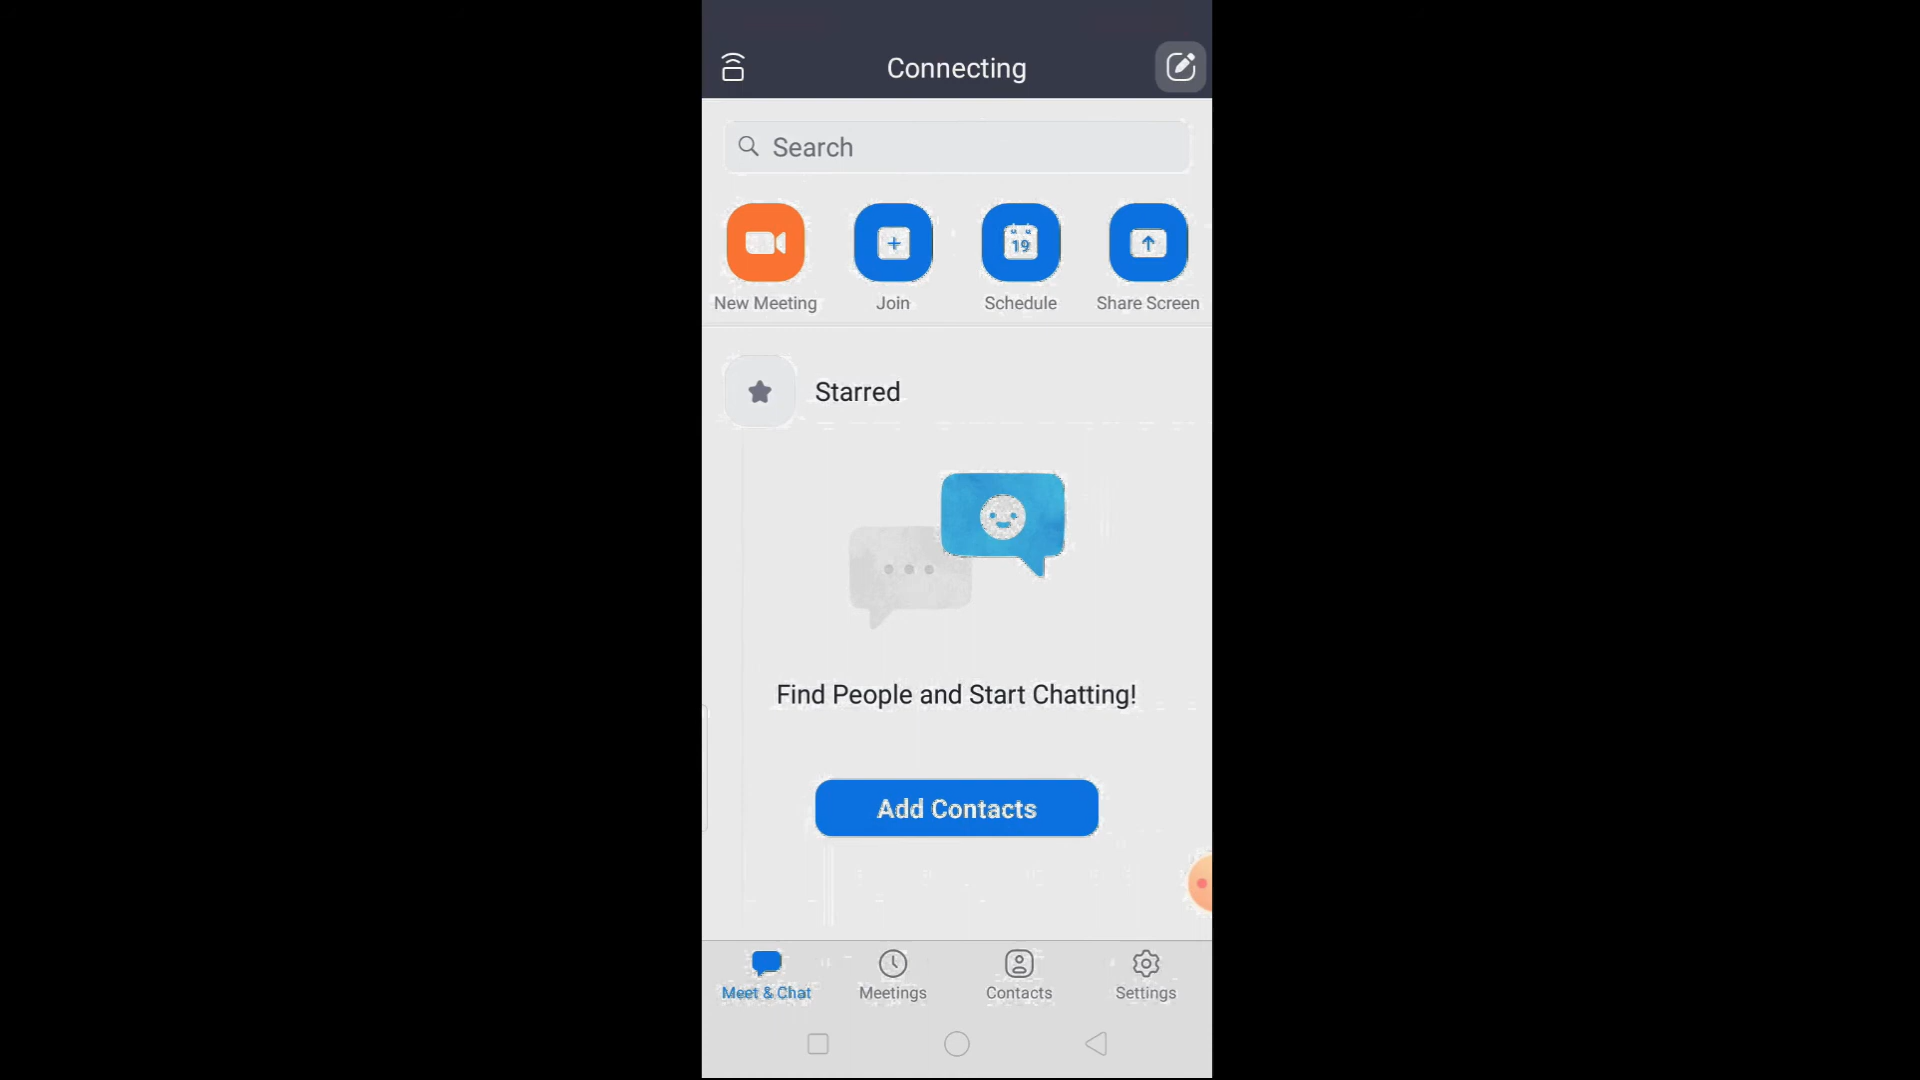 Connecting
Search
19
New Meeting Join Schedule Share Screen
Starred
Find People and Start Chatting!
Add Contacts
Meet & Chat Meetings Contacts Settings